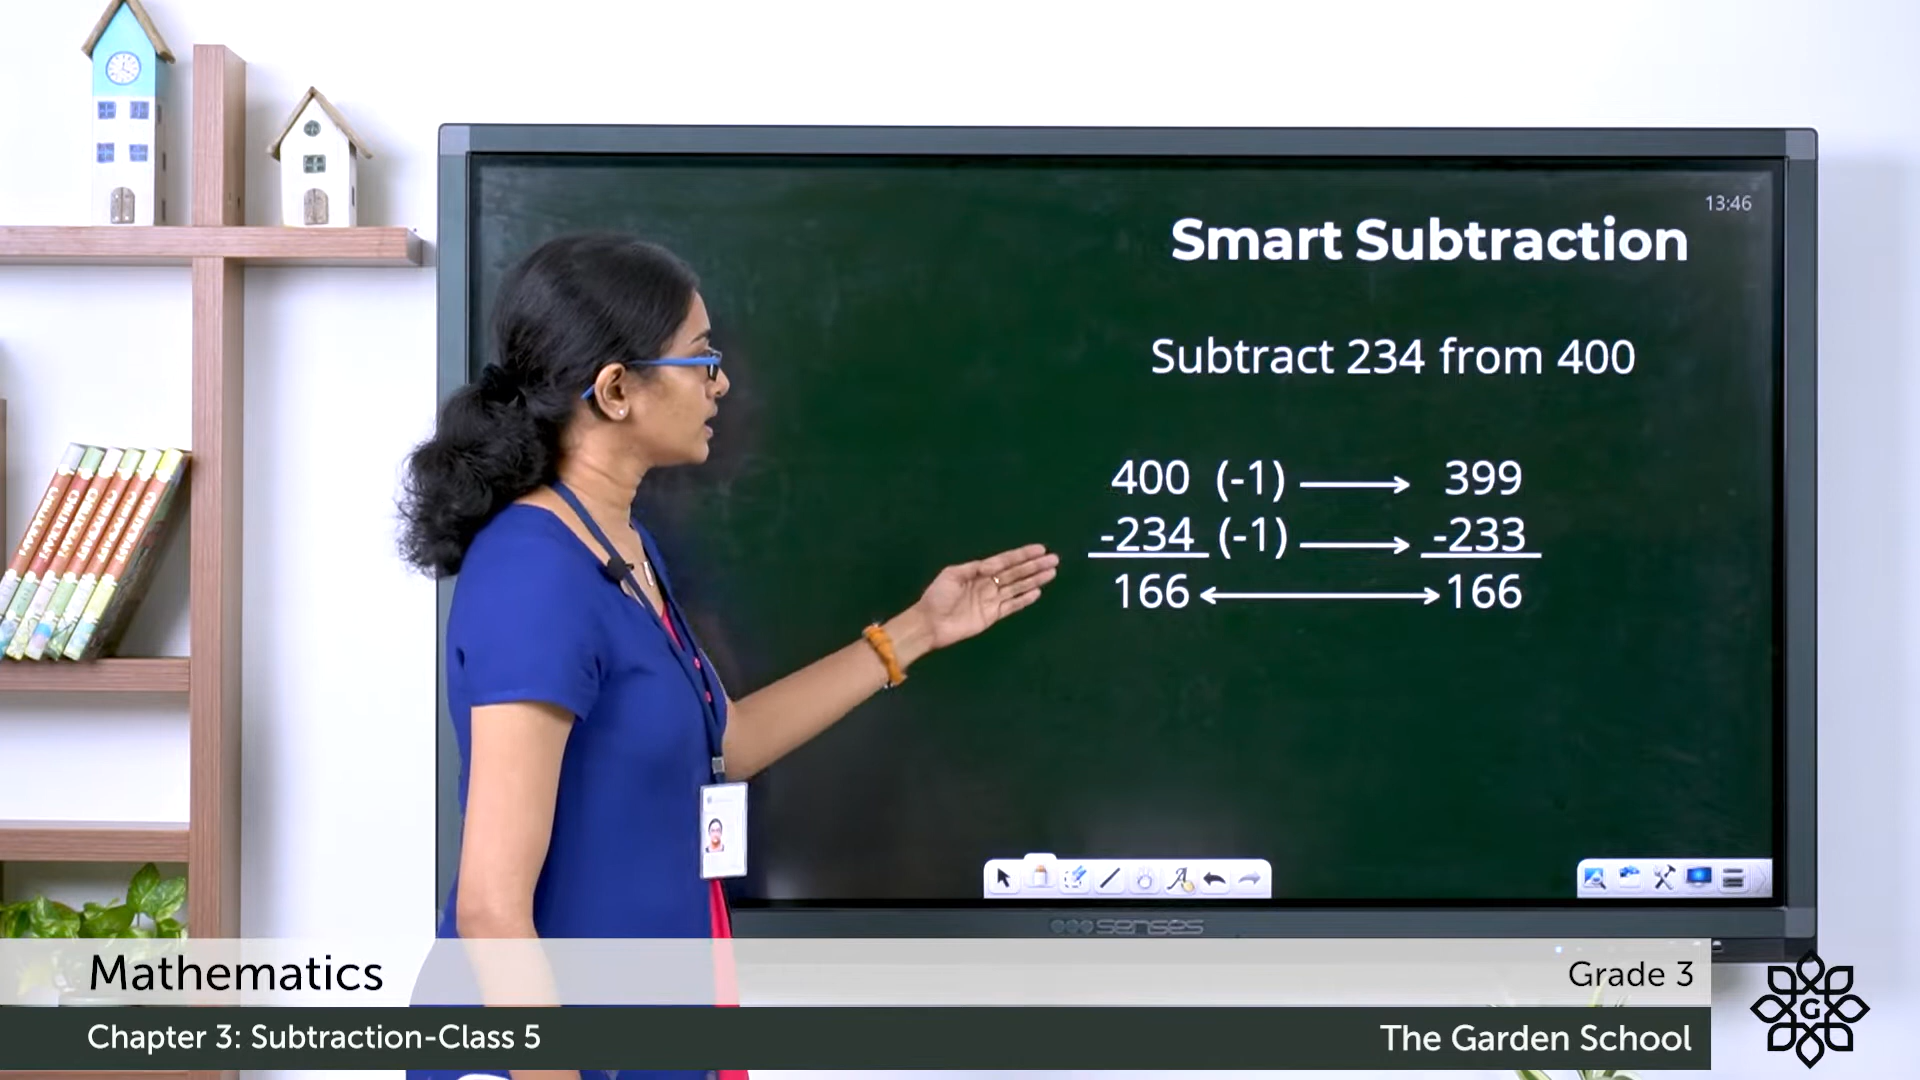 13:46
Smart Subtraction
Subtract 234 from 400
400 (-1) → 399
-234 (-1) → -233
166 ↔ 166
senses
Mathematics
Grade 3
Chapter 3: Subtraction-Class 5
The Garden School
G